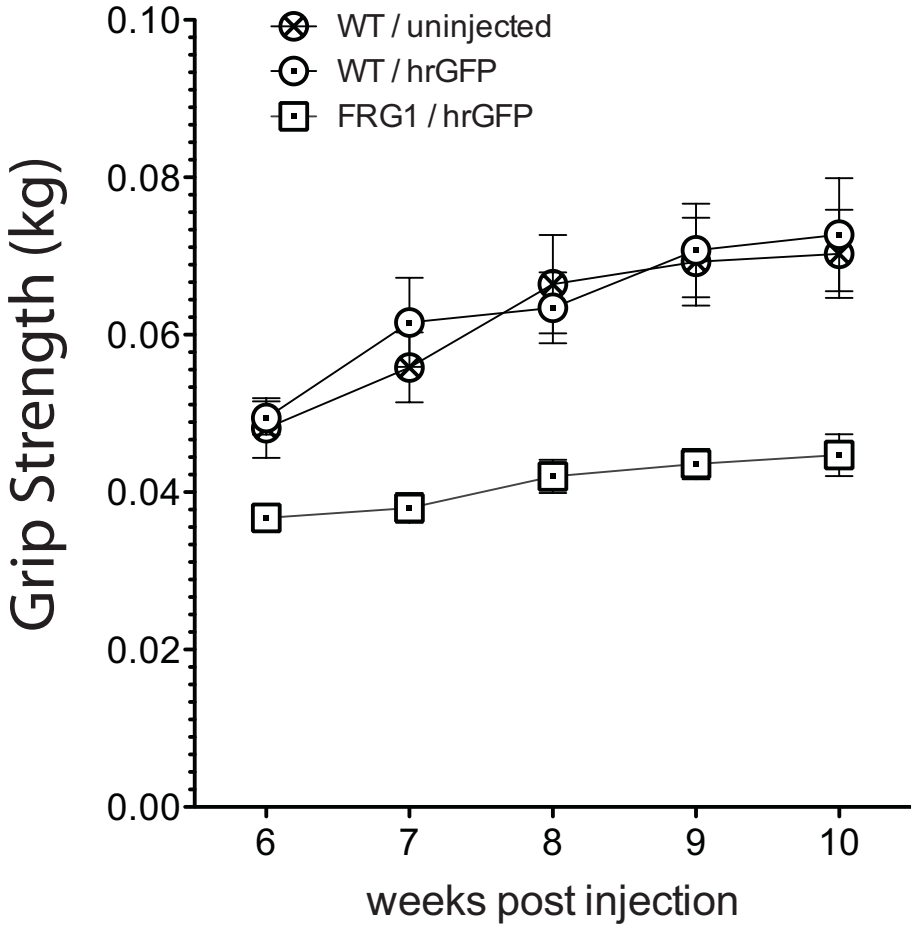 WT / uninjected
WT / hrGFP
FRG1 / hrGFP
Grip Strength (kg)
0.10
0.08
0.06
0.04
0.02
0.00
6 7 8 9 10
weeks post injection